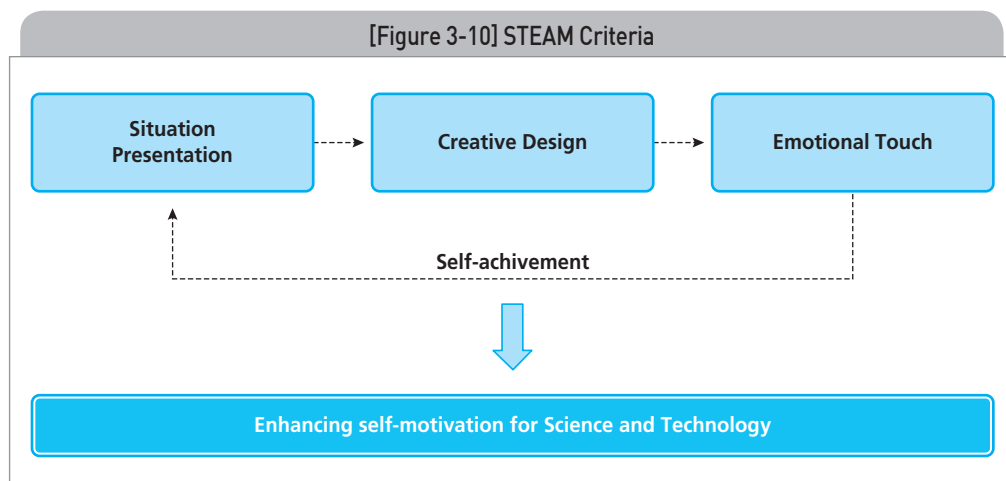 [Figure 3-10] STEAM Criteria
Situation
Presentation
Creative Design
Emotional Touch
Self-achivement
Enhancing self-motivation for Science and Technology